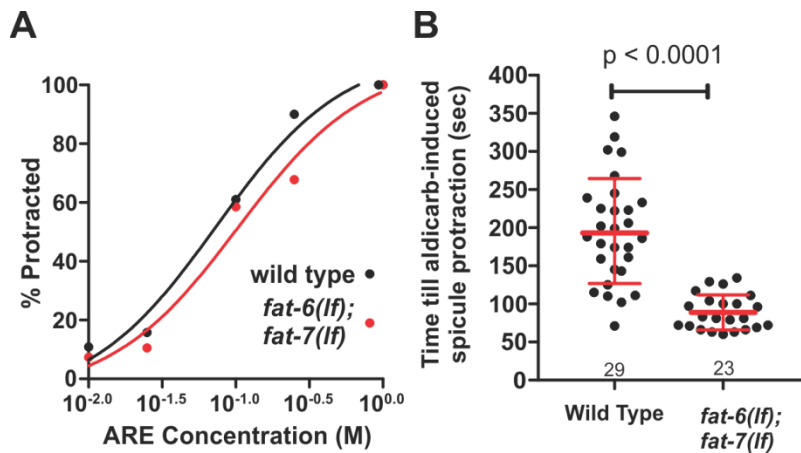 A
% Protracted
100
80
60
40
20
0
10-2.0 10-1.5 10-1.0 10-0.5 100.0
ARE Concentration (M)
wild type
fat-6(lf);
fat-7(lf)
B
p < 0.0001
Time till aldicarb-induced
spicule protraction (sec)
400
350
300
250
200
150
100
50
0
29 23
Wild Type fat-6(lf);
fat-7(lf)